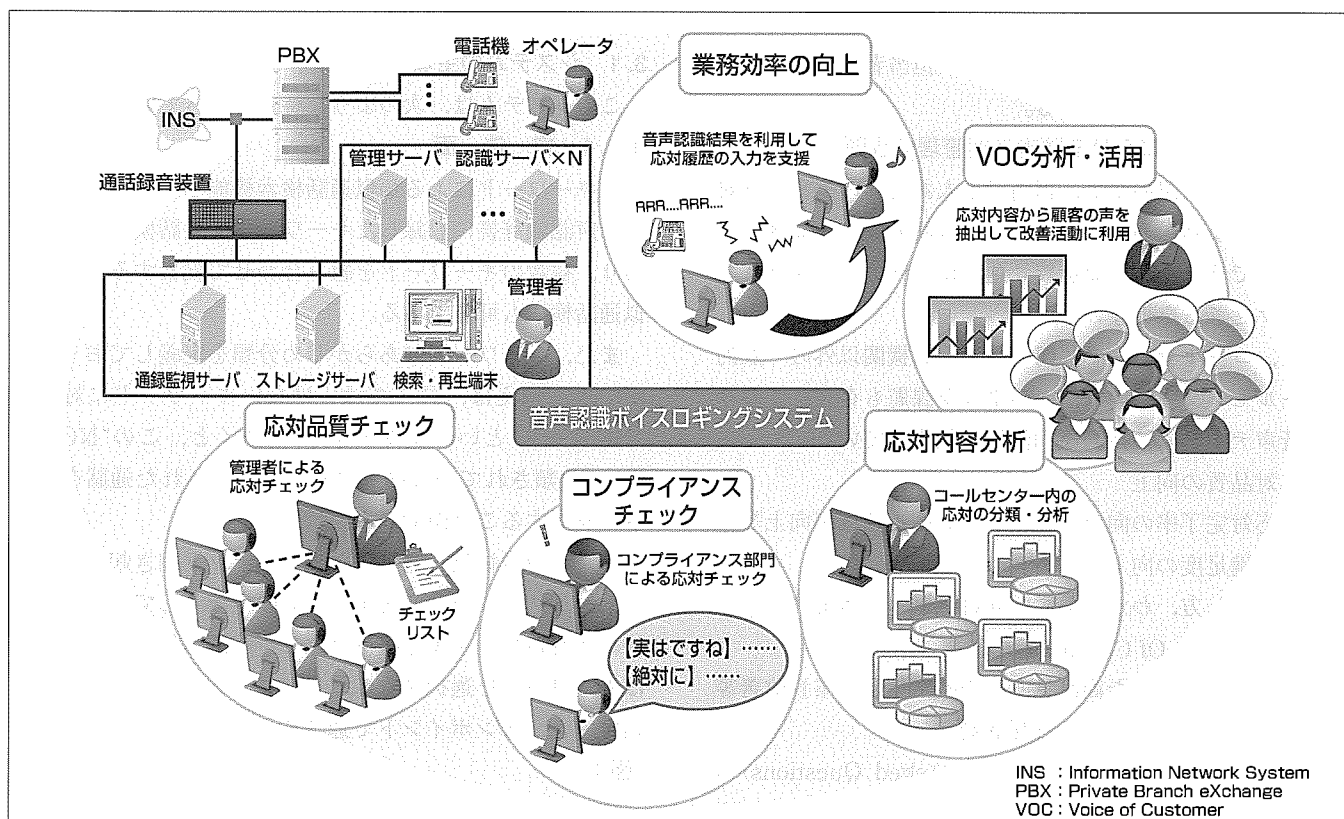 電話機 オペレータ
PBX
INS
通話録音装置
管理サーバ 認識サーバ×N
管理者
通録監視サーバ ストレージサーバ 検索・再生端末
業務効率の向上
音声認識結果を利用して
応対履歴の入力を支援
RRR....RRR....
VOC分析・活用
応対内容から顧客の声を
抽出して改善活動に利用
音声認識ボイスロギングシステム
応対品質チェック
管理者による
応対チェック
チェック
リスト
コンプライアンス
チェック
!
コンプライアンス部門
による応対チェック
【実はですね】……
【絶対に】……
応対内容分析
コールセンター内の
応対の分類・分析
INS : Information Network System
PBX : Private Branch eXchange
VOC : Voice of Customer